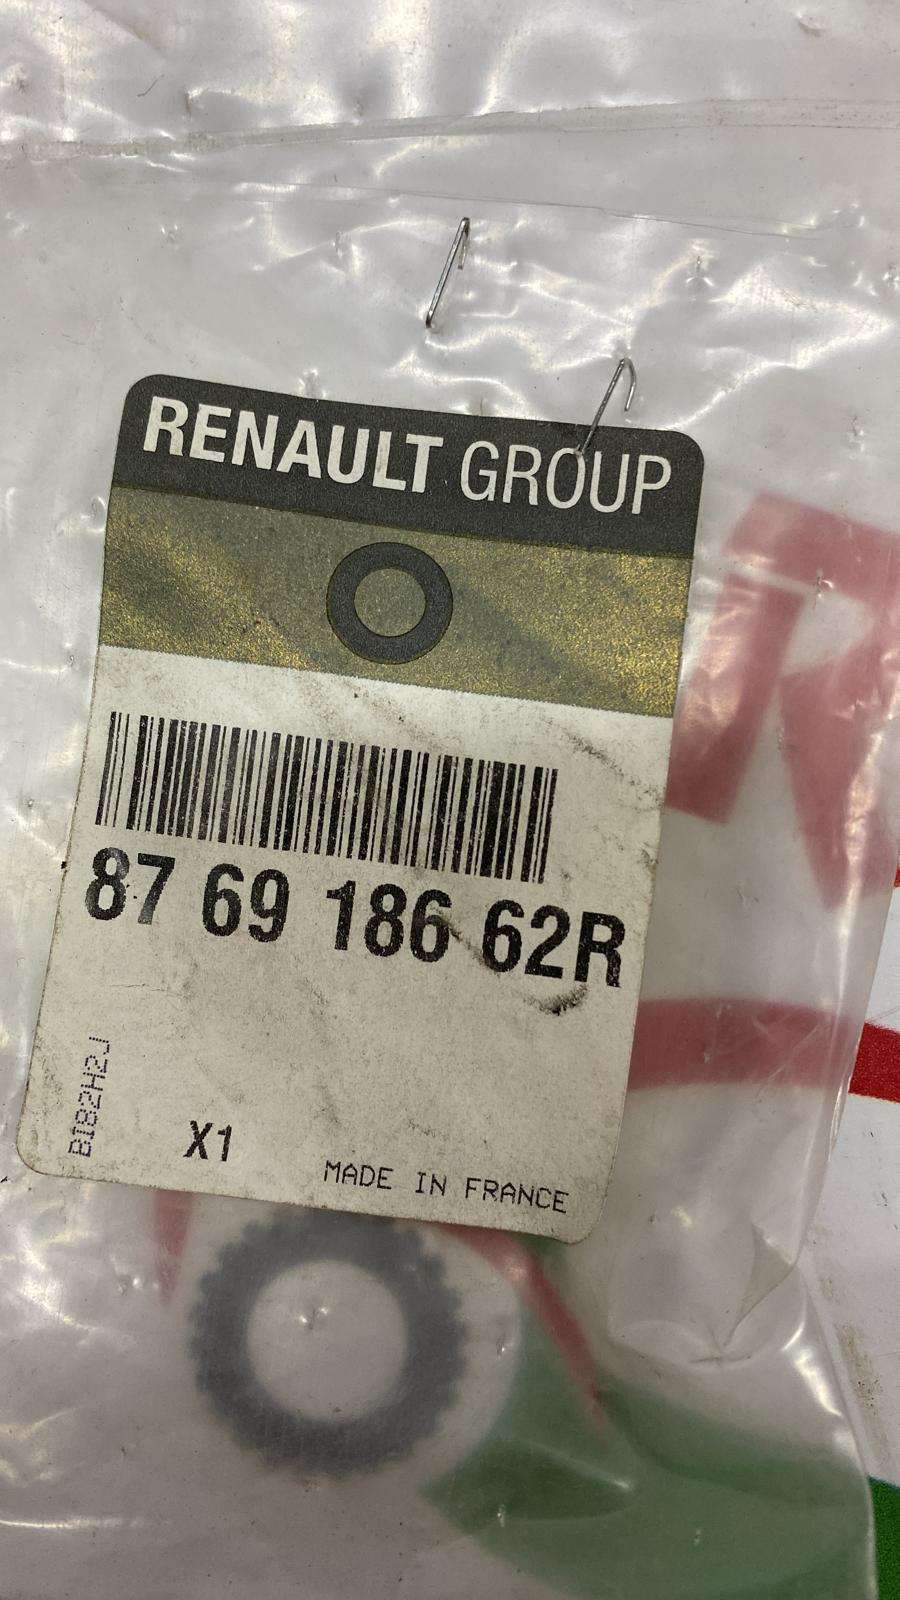 RENAULT GROUP
87 69 186 62R
B182H2J
X1
MADE IN FRANCE